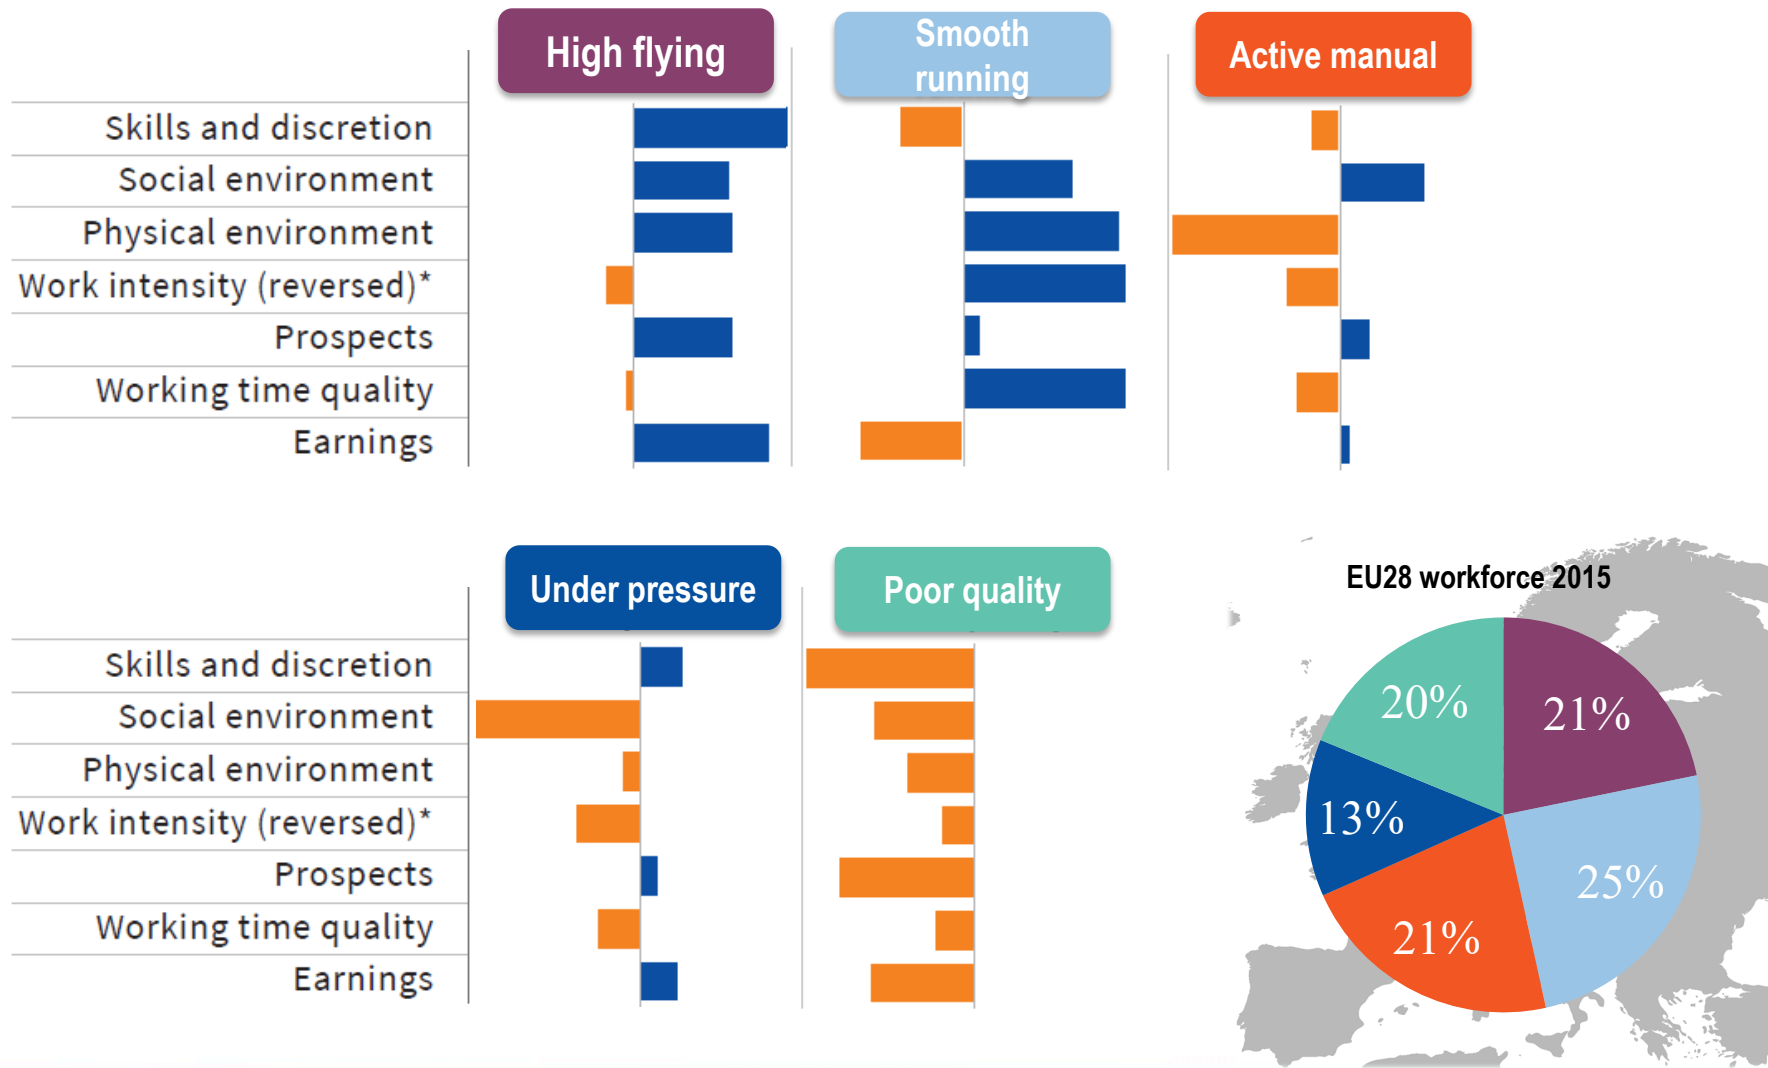 High flying
Smooth
running
Active manual
Skills and discretion
Social environment
Physical environment
Work intensity (reversed)*
Prospects
Working time quality
Earnings
Under pressure
Poor quality
EU28 workforce 2015
Skills and discretion
Social environment
Physical environment
Work intensity (reversed)*
Prospects
Working time quality
Earnings
20%
21%
13%
25%
21%